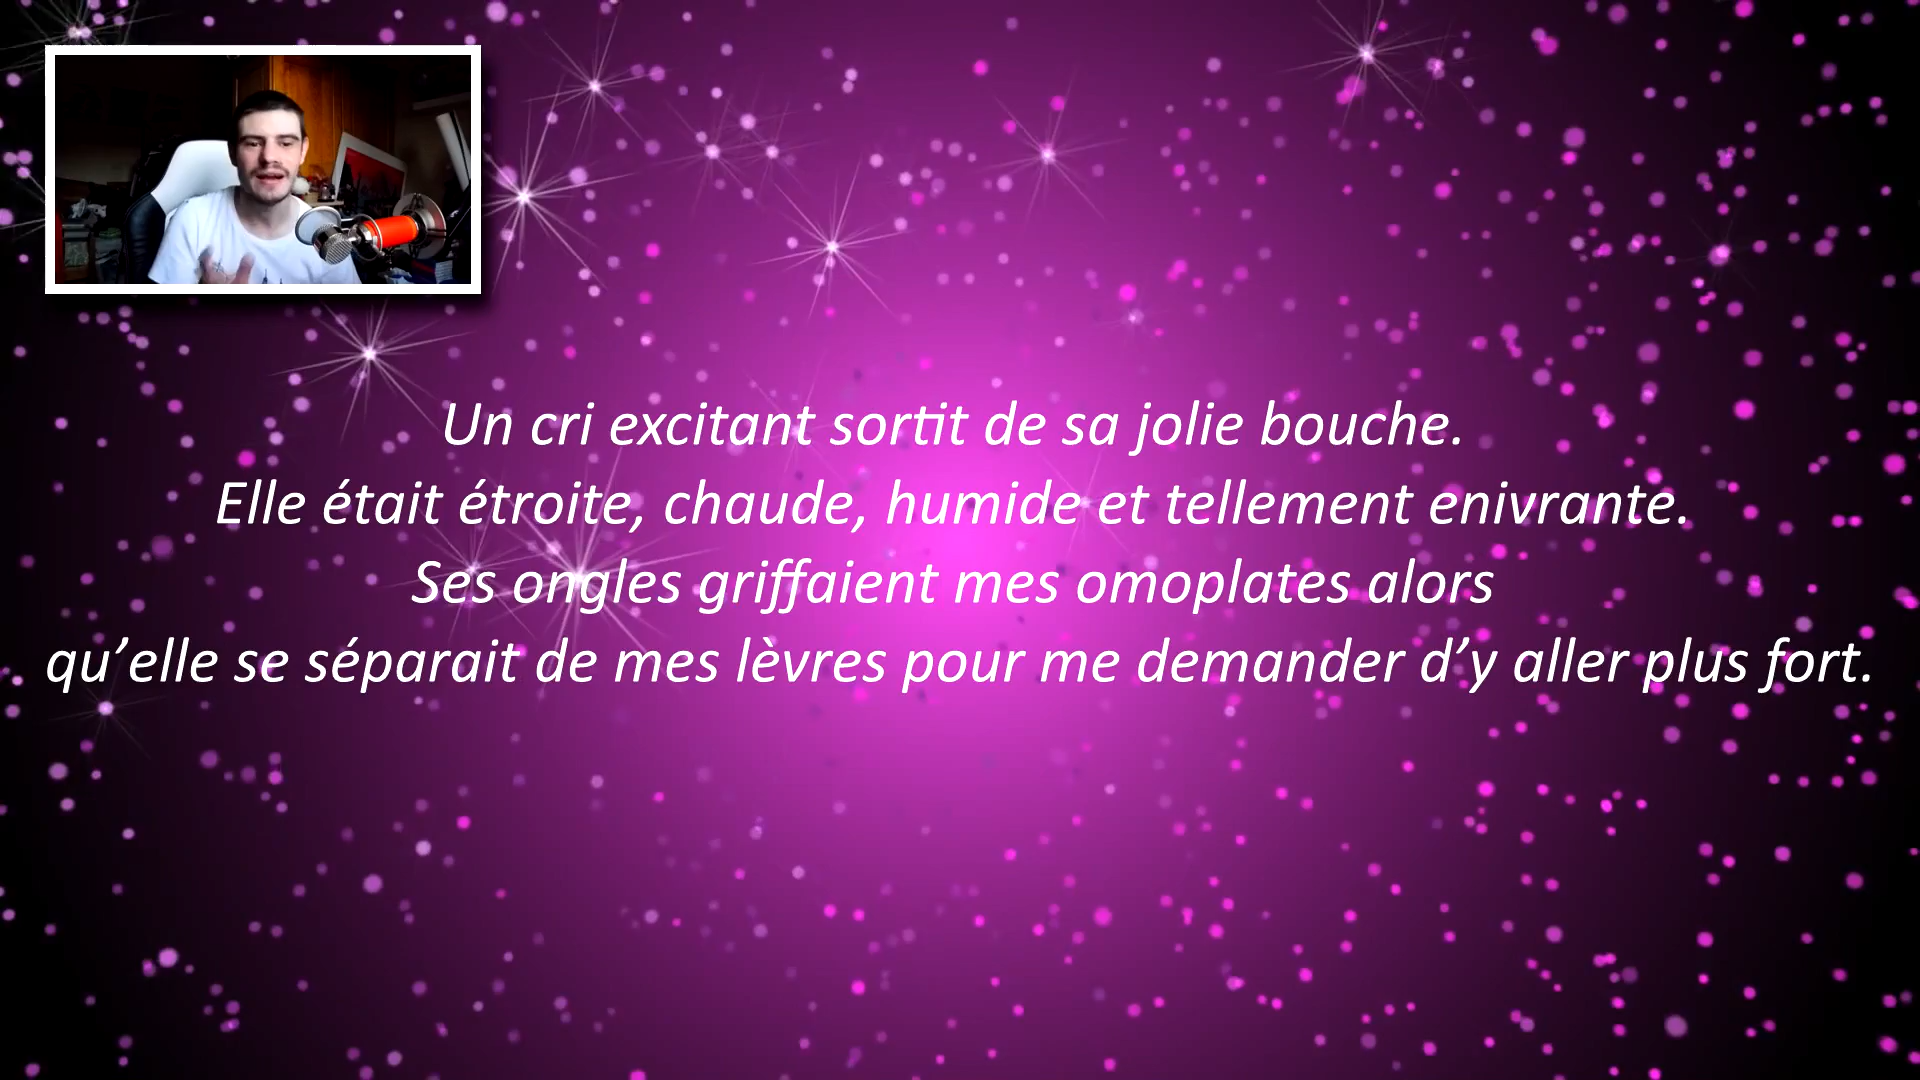 Un cri excitant sortit de sa jolie bouche.
Elle était étroite, chaude, humide et tellement enivrante.
Ses ongles griffaient mes omoplates alors
qu’elle se séparait de mes lèvres pour me demander d’y aller plus fort.